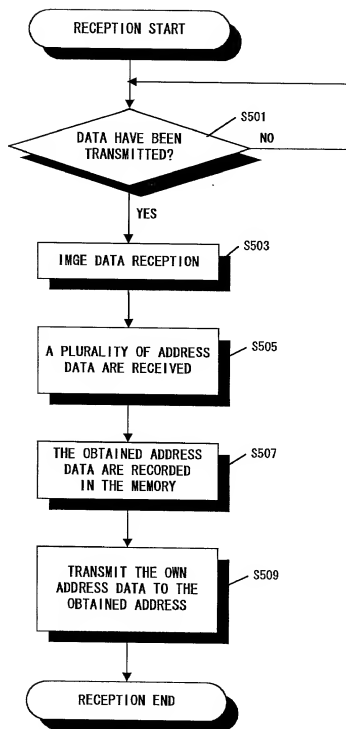 RECEPTION START
S501
DATA HAVE BEEN
TRANSMITTED?
NO
YES
S503
IMGE DATA RECEPTION
S505
A PLURALITY OF ADDRESS
DATA ARE RECEIVED
S507
THE OBTAINED ADDRESS
DATA ARE RECORDED
IN THE MEMORY
S509
TRANSMIT THE OWN
ADDRESS DATA TO THE
OBTAINED ADDRESS
RECEPTION END